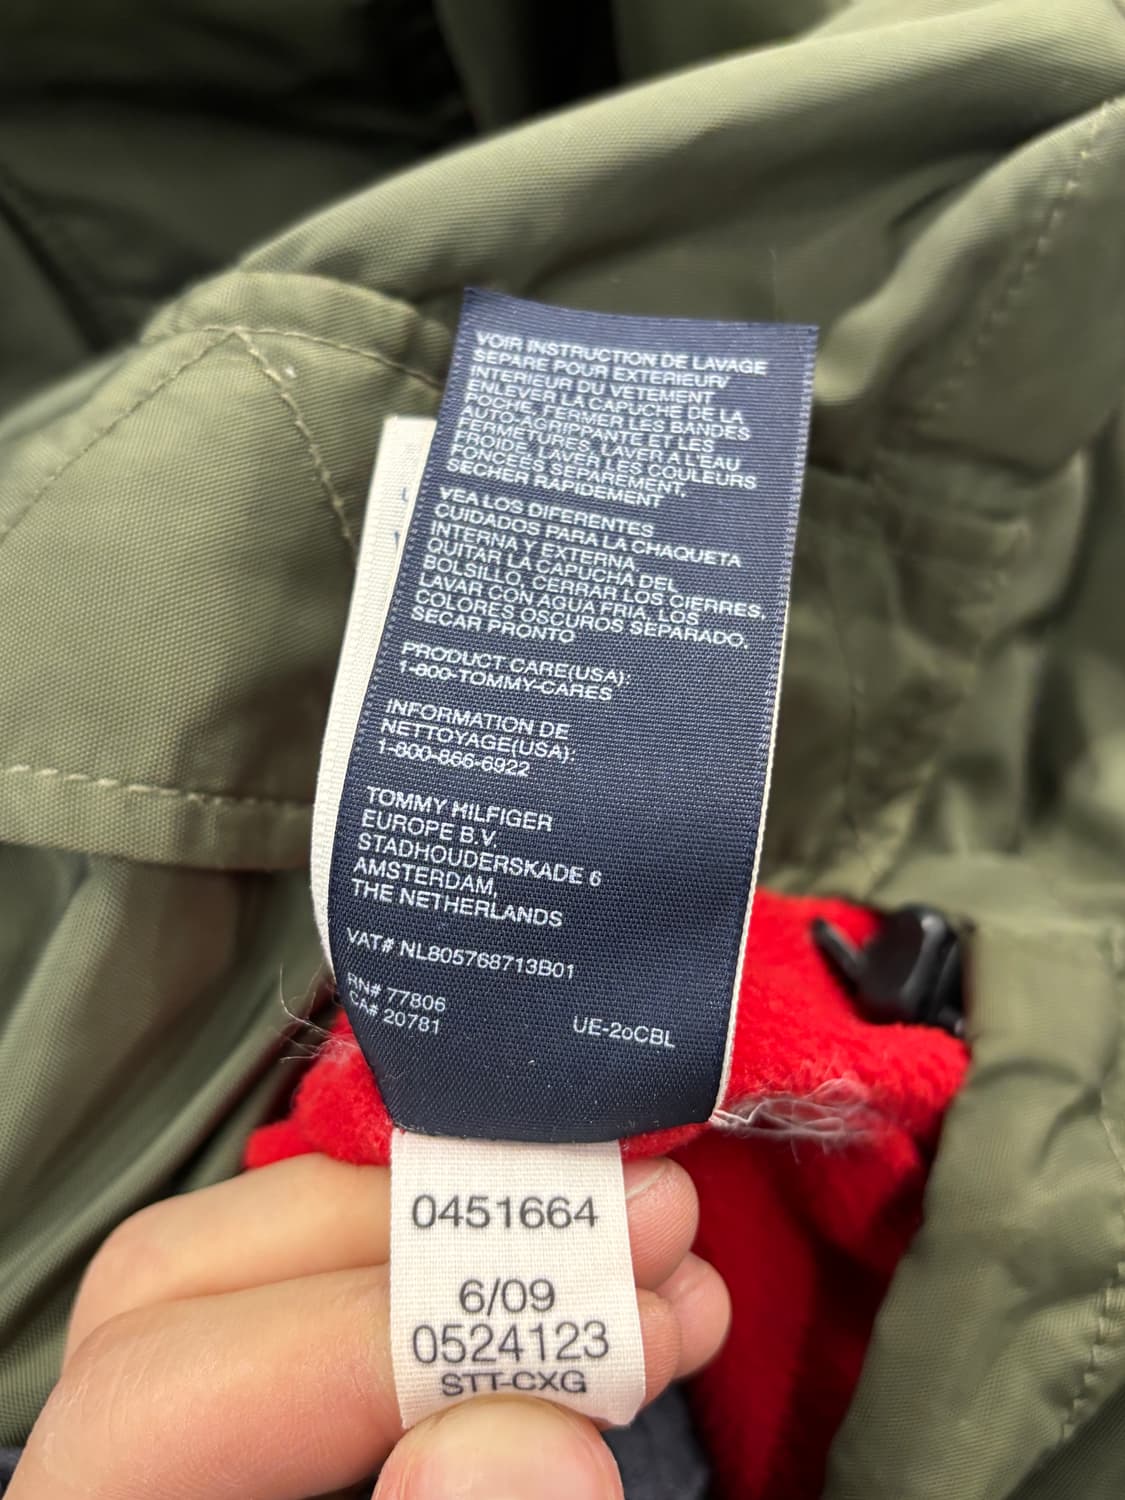 VOIR INSTRUCTION DE LAVAGE
SEPARE POUR EXTERIEUR/
INTERIEUR DU VETEMENT
ENLEVER LA CAPUCHE DE LA
POCHE, FERMER LES BANDES
AUTO-AGRIPPANTE ET LES
FERMETURES, LAVER A L'EAU
FROIDE, LAVER LES COULEURS
FONCÉES SEPAREMENT,
SECHER RAPIDEMENT
VEA LOS DIFERENTES
CUIDADOS PARA LA CHAQUETA
INTERNA Y EXTERNA
QUITAR LA CAPUCHA DEL
BOLSILLO, CERRAR LOS CIERRES,
LAVAR CON AGUA FRIA, LOS
COLORES OSCUROS SEPARADO,
SECAR PRONTO
PRODUCT CARE(USA):
1-800-TOMMY-CARES
INFORMATION DE
NETTOYAGE(USA):
1-800-866-6922
TOMMY HILFIGER
EUROPE B.V.
STADHOUDERSKADE 6
AMSTERDAM,
THE NETHERLANDS
VAT# NL805768713B01
RN# 77806
CA# 20781
UE-2oCBL
0451664
6/09
0524123
STT-CXG